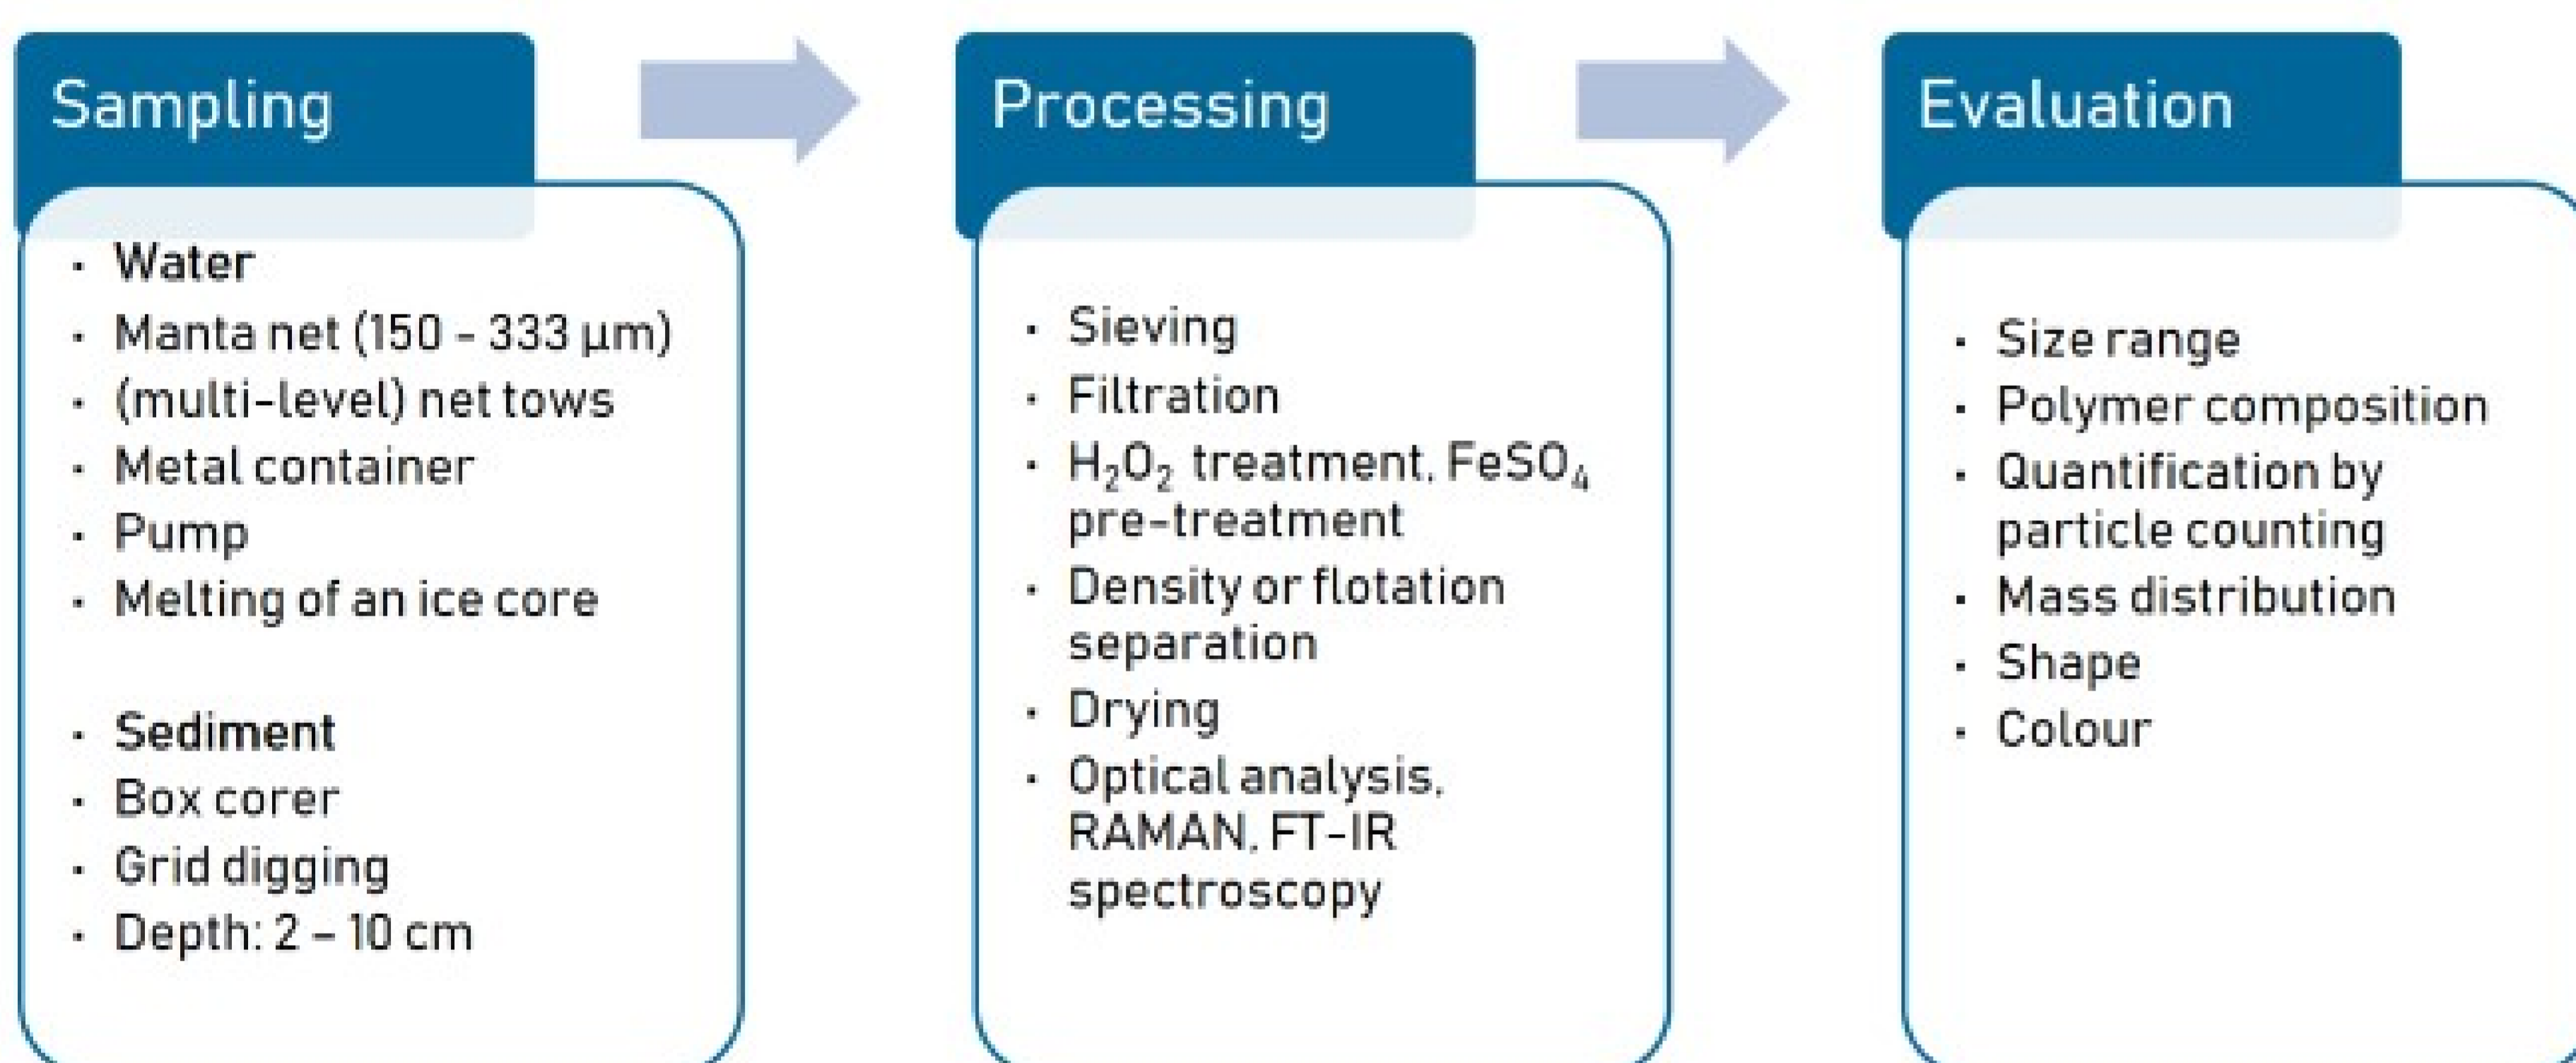 Sampling
· Water
· Manta net (150 - 333 µm)
· (multi-level) net tows
· Metal container
· Pump
· Melting of an ice core
· Sediment
· Box corer
· Grid digging
· Depth: 2 – 10 cm
Processing
· Sieving
· Filtration
· H₂O₂ treatment, FeSO₄
pre-treatment
· Density or flotation
separation
· Drying
· Optical analysis,
RAMAN, FT-IR
spectroscopy
Evaluation
· Size range
· Polymer composition
· Quantification by
particle counting
· Mass distribution
· Shape
· Colour